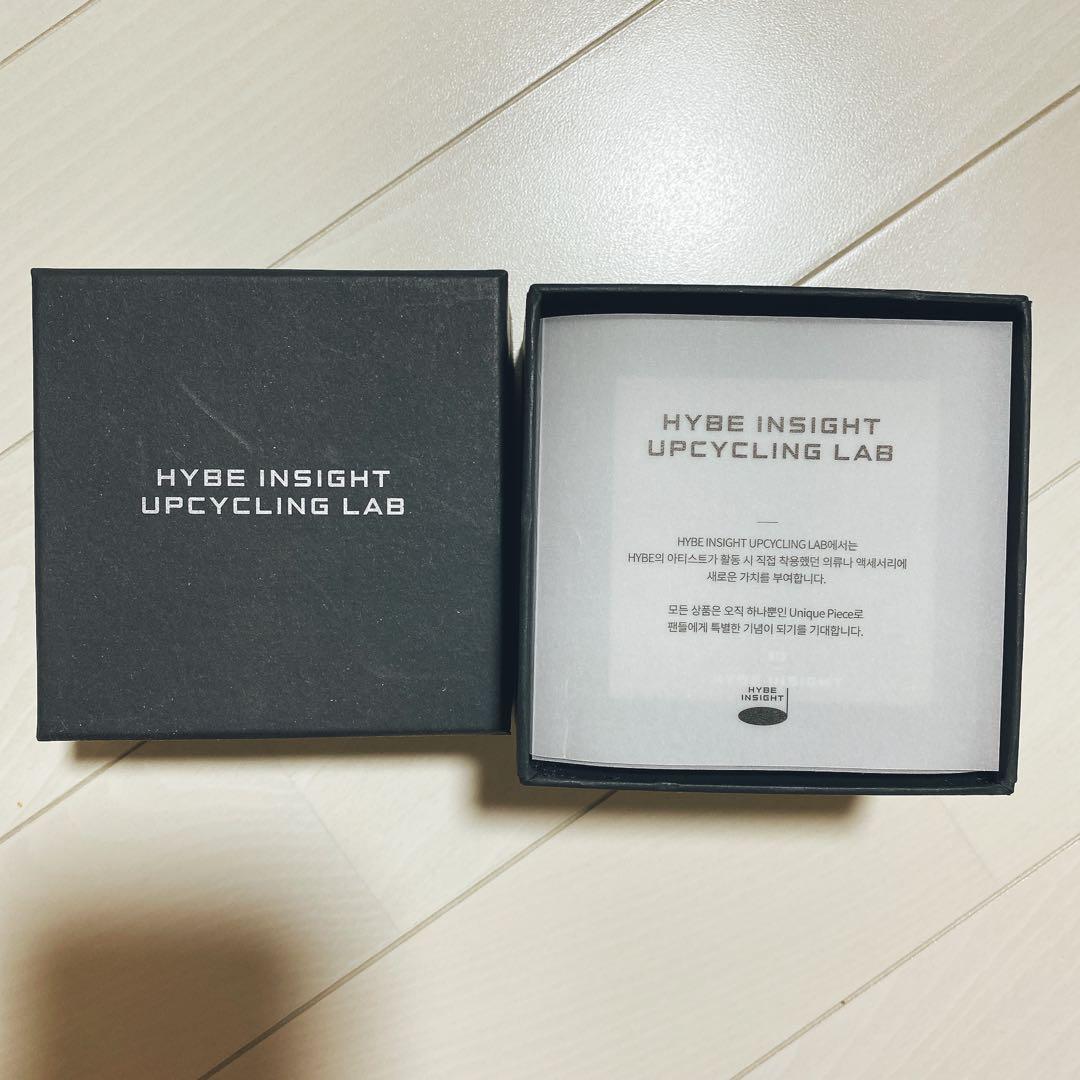 HYBE INSIGHT
UPCYCLING LAB
HYBE INSIGHT
UPCYCLING LAB
HYBE INSIGHT UPCYCLING LAB에서는
HYBE의 아티스트가 활동 시 직접 착용했던 의류나 액세서리에
새로운 가치를 부여합니다.
모든 상품은 오직 하나뿐인 Unique Piece로
팬들에게 특별한 기념이 되기를 기대합니다.
HYBE INSIGHT
HYBE
INSIGHT